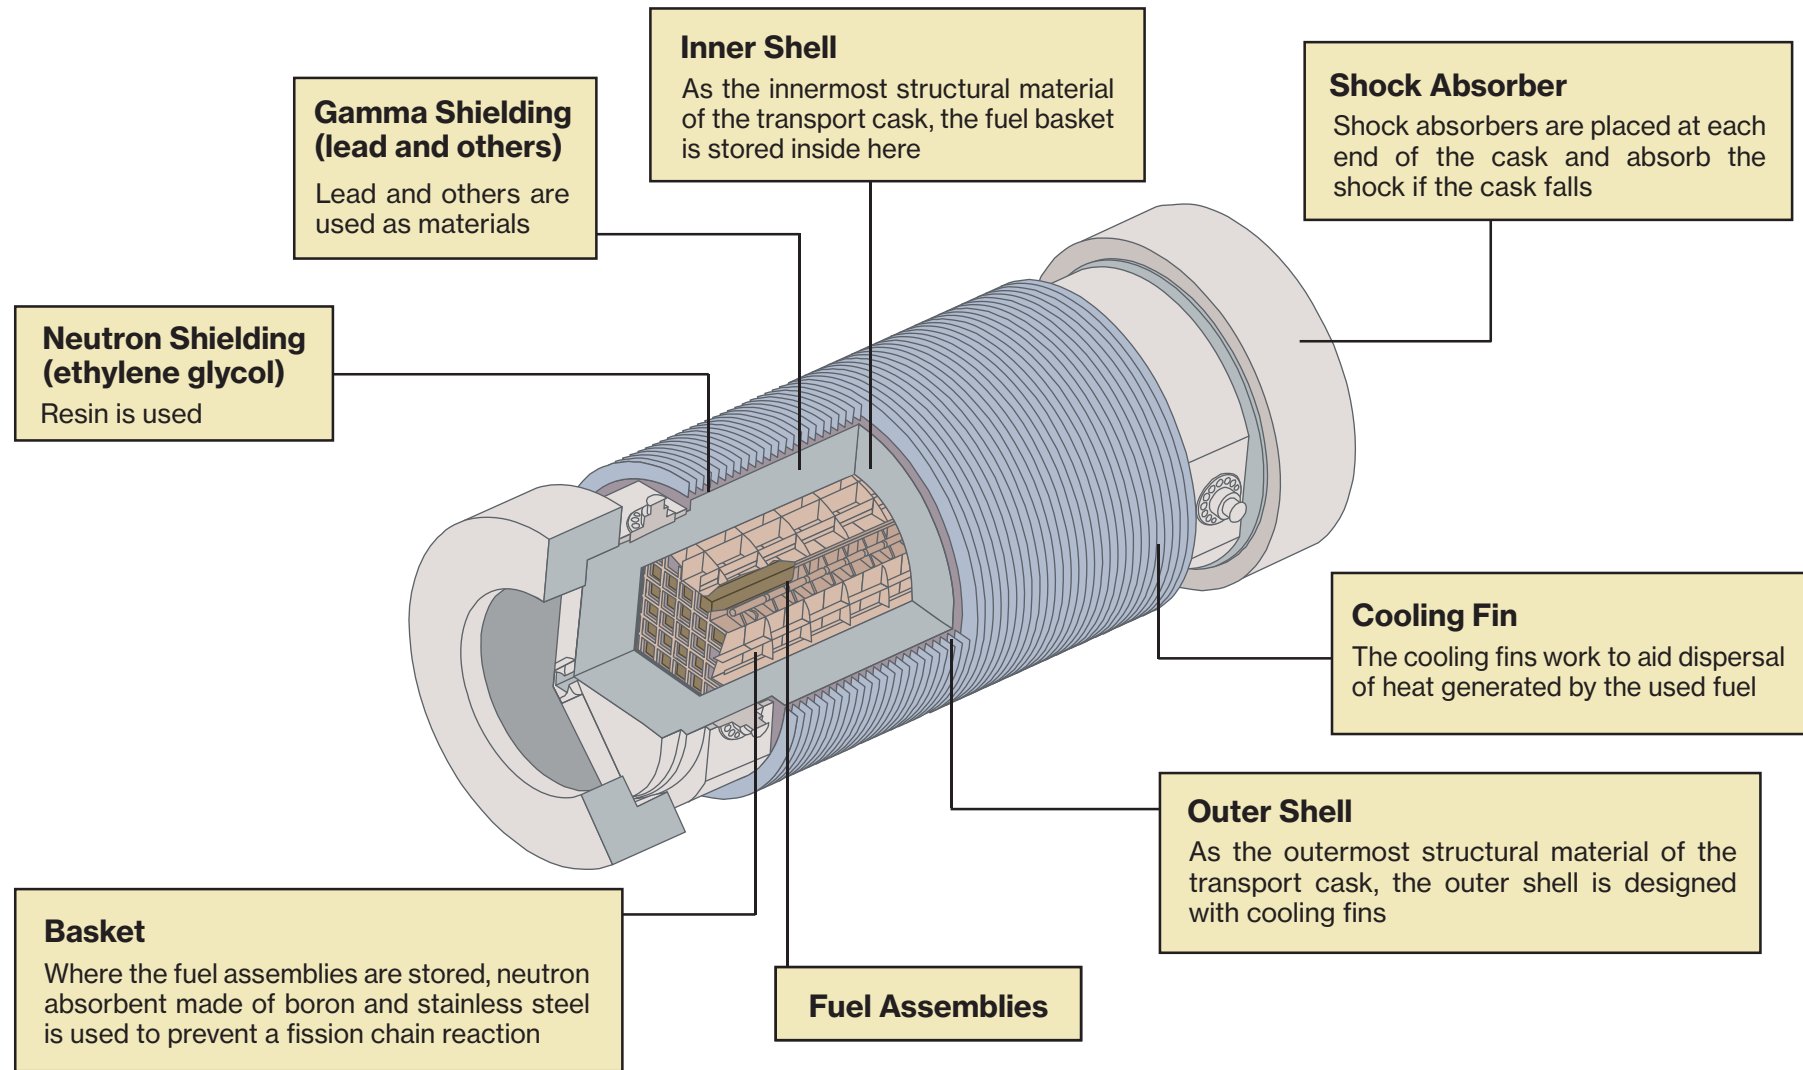 Inner Shell
As the innermost structural material
of the transport cask, the fuel basket
is stored inside here
Shock Absorber
Shock absorbers are placed at each
end of the cask and absorb the
shock if the cask falls
Gamma Shielding
(lead and others)
Lead and others are
used as materials
Neutron Shielding
(ethylene glycol)
Resin is used
Cooling Fin
The cooling fins work to aid dispersal
of heat generated by the used fuel
Outer Shell
As the outermost structural material of the
transport cask, the outer shell is designed
with cooling fins
Basket
Where the fuel assemblies are stored, neutron
absorbent made of boron and stainless steel
is used to prevent a fission chain reaction
Fuel Assemblies